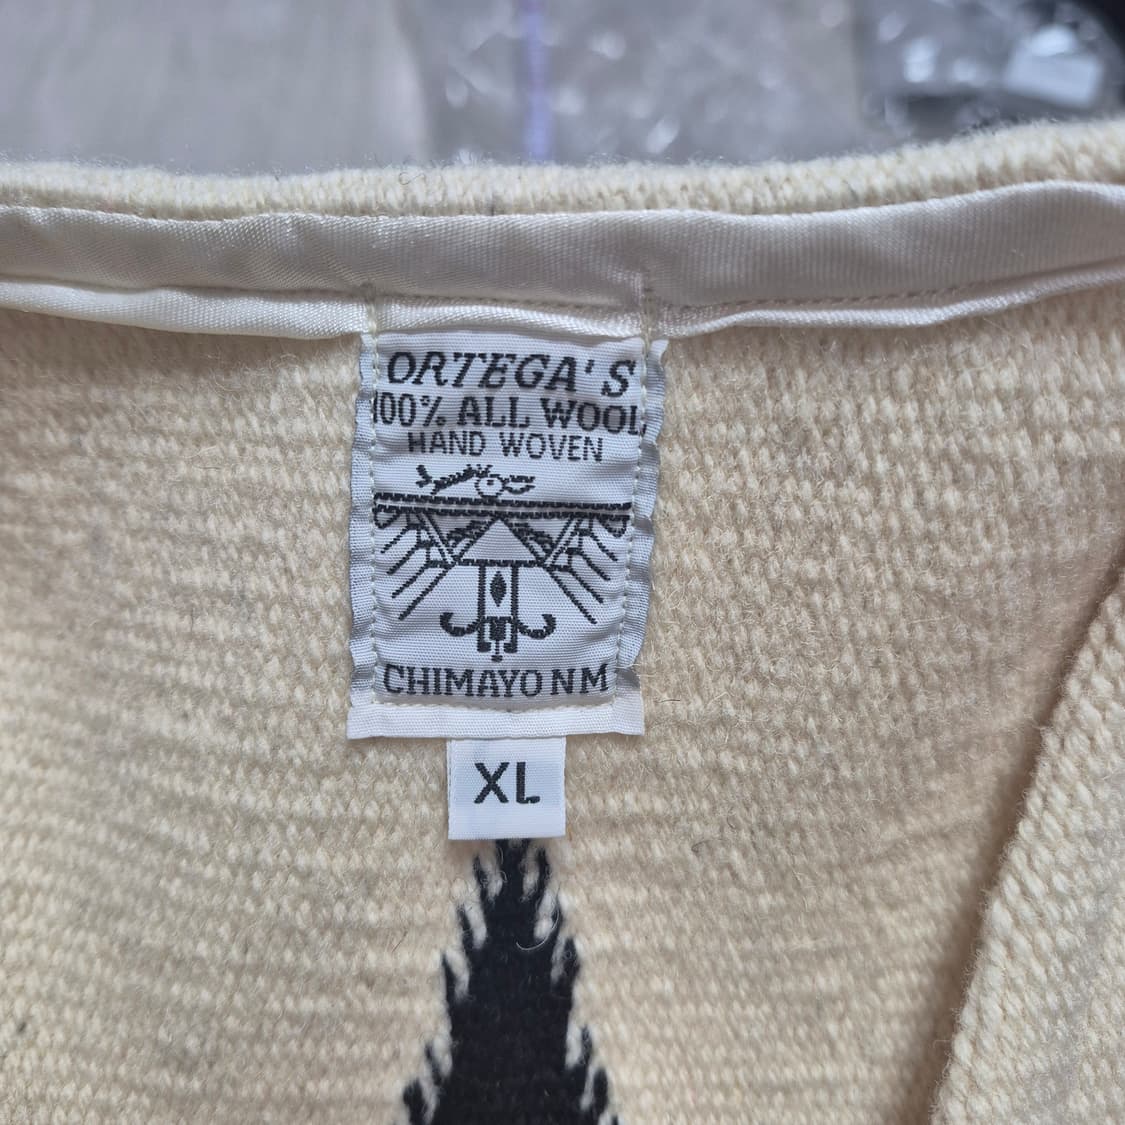 ORTEGA'S
100% ALL WOOL
HAND WOVEN
CHIMAYO NM
XL